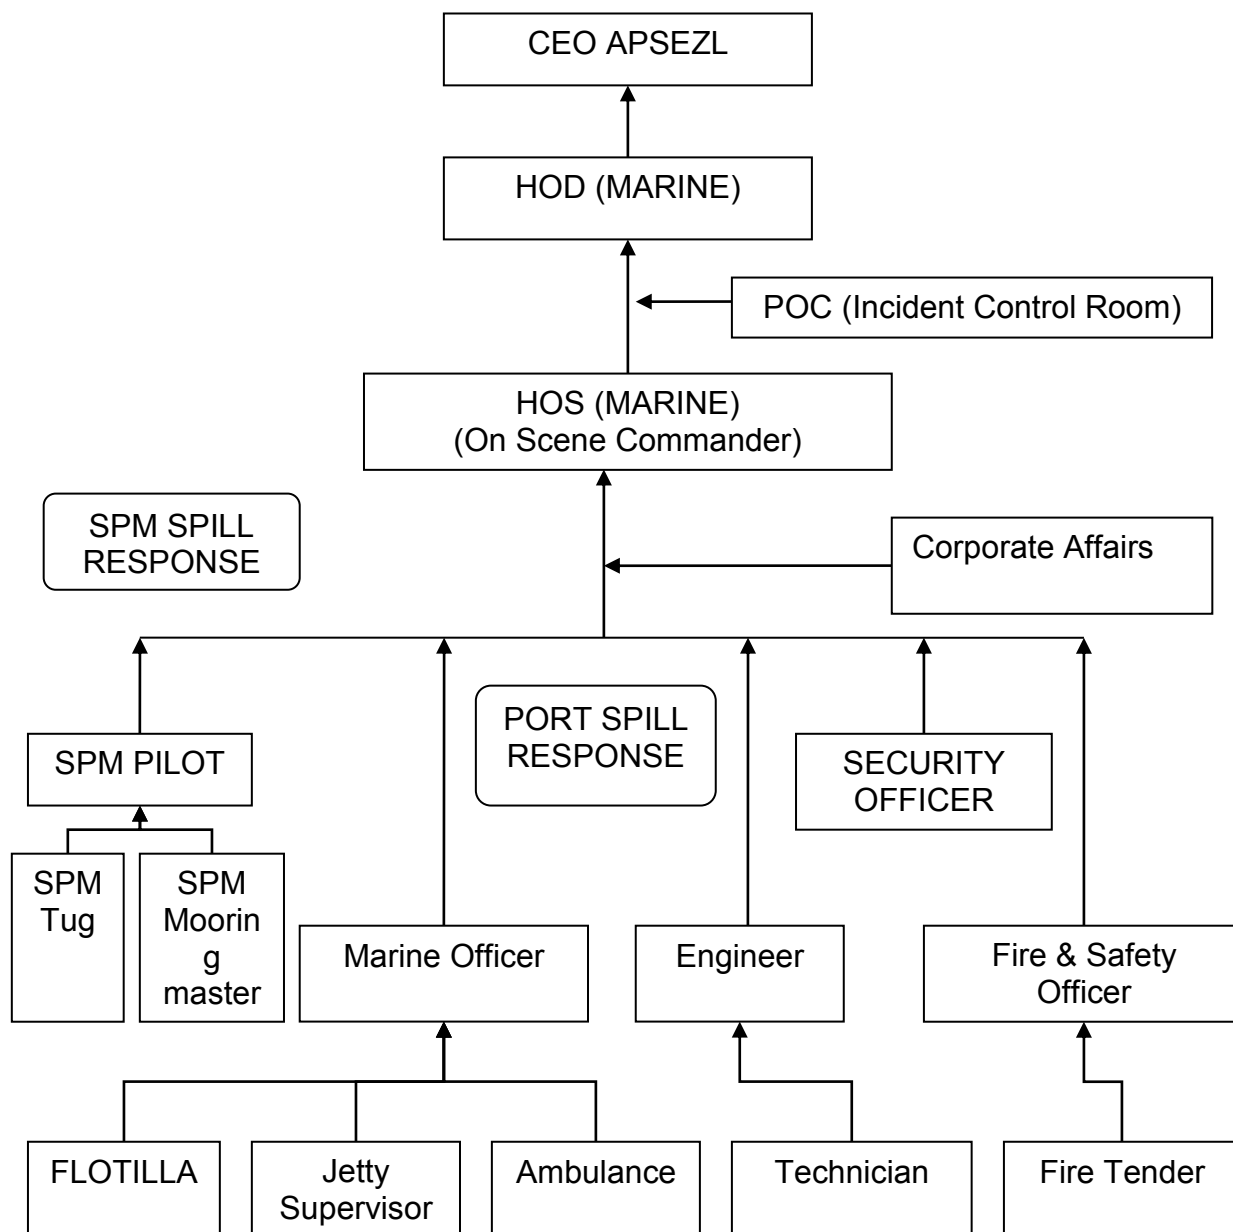 CEO APSEZL
HOD (MARINE)
POC (Incident Control Room)
HOS (MARINE)
(On Scene Commander)
SPM SPILL
RESPONSE
Corporate Affairs
PORT SPILL
RESPONSE
SPM PILOT
SECURITY
OFFICER
SPM
Tug
SPM
Moorin
g
master
Marine Officer
Engineer
Fire & Safety
Officer
FLOTILLA
Jetty
Supervisor
Ambulance
Technician
Fire Tender